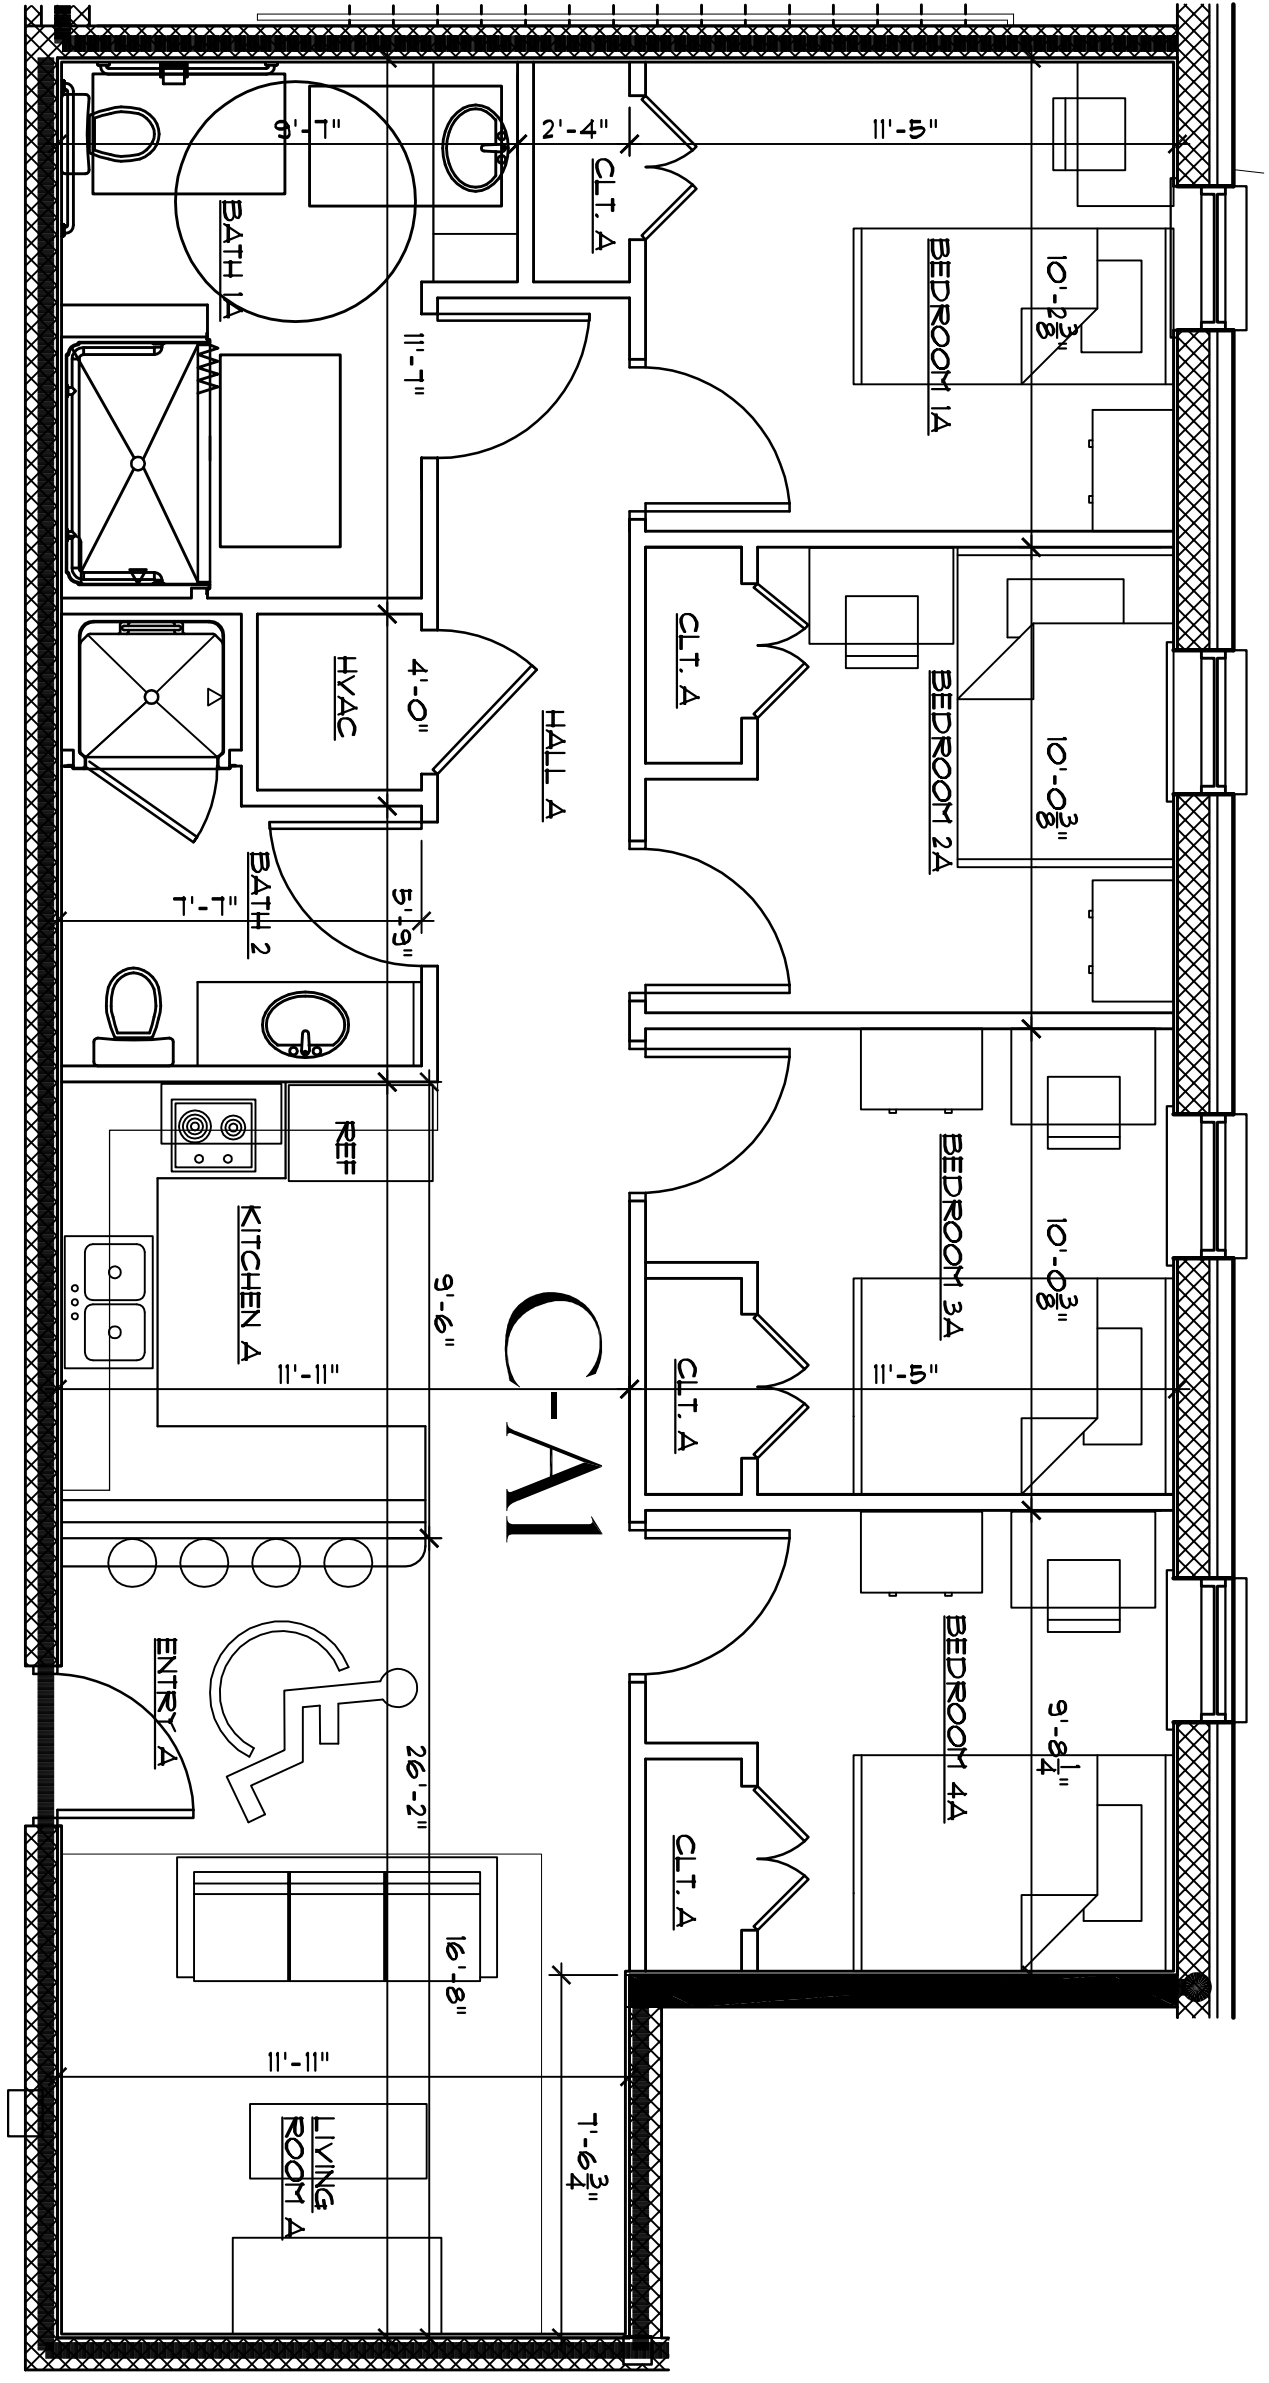 9'-7"
2'-4"
11'-5"
CLT. A
BATH 1A
BEDROOM 1A
10'-2 3/8"
11'-7"
CLT. A
HVAC
4'-0"
HALL A
BEDROOM 2A
10'-0 3/8"
BATH 2
7'-7"
5'-9"
REF
KITCHEN A
9'-6"
C-A1
11'-11"
CLT. A
BEDROOM 3A
10'-0 3/8"
11'-5"
ENTRY A
26'-2"
BEDROOM 4A
9'-8 1/4"
CLT. A
16'-8"
11'-11"
LIVING
ROOM A
7'-6 3/4"